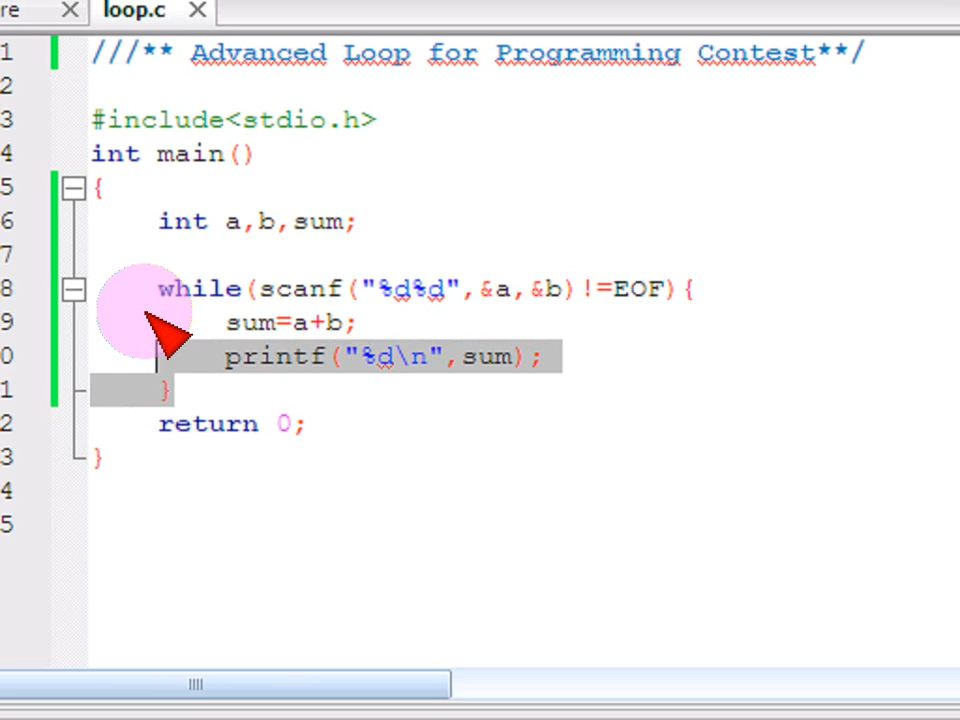 re loop.c
1 ///** Advanced Loop for Programming Contest**/
2
3 #include<stdio.h>
4 int main()
5 {
6 int a,b,sum;
7
8 while(scanf("%d%d",&a,&b)!=EOF){
9 sum=a+b;
0 printf("%d\n",sum);
1 }
2 return 0;
3 }
4
5